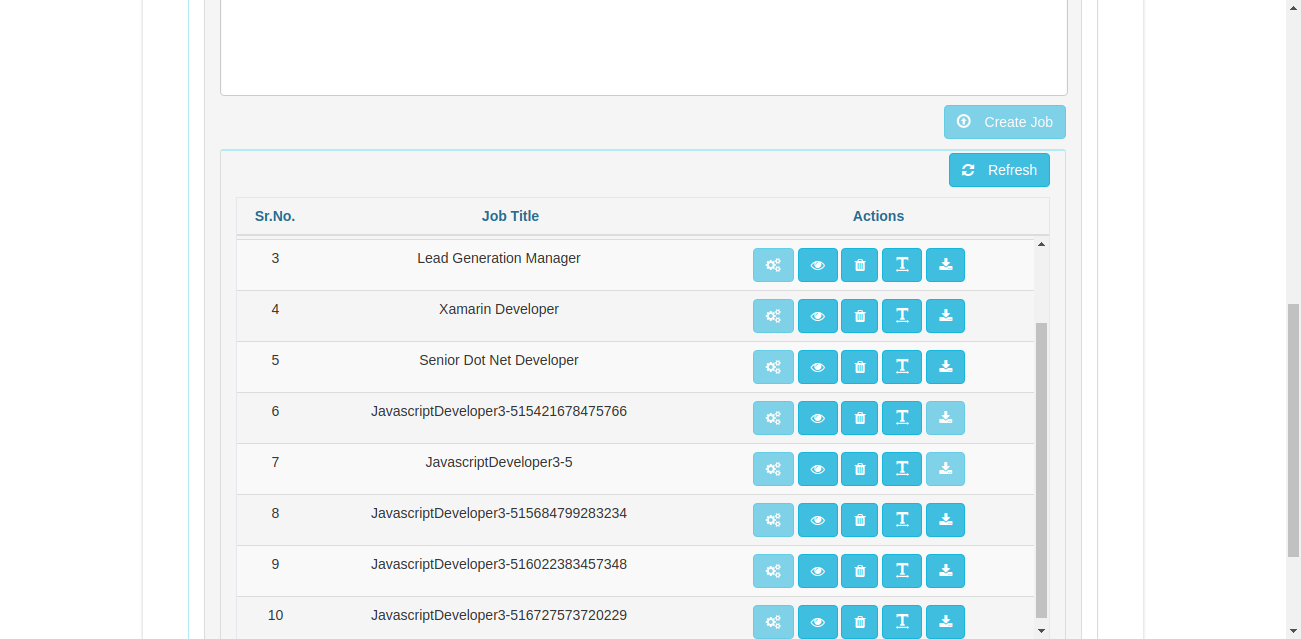 Create Job
Refresh
Sr.No. Job Title Actions
3 Lead Generation Manager
4 Xamarin Developer
5 Senior Dot Net Developer
6 JavascriptDeveloper3-515421678475766
7 JavascriptDeveloper3-5
8 JavascriptDeveloper3-515684799283234
9 JavascriptDeveloper3-516022383457348
10 JavascriptDeveloper3-516727573720229